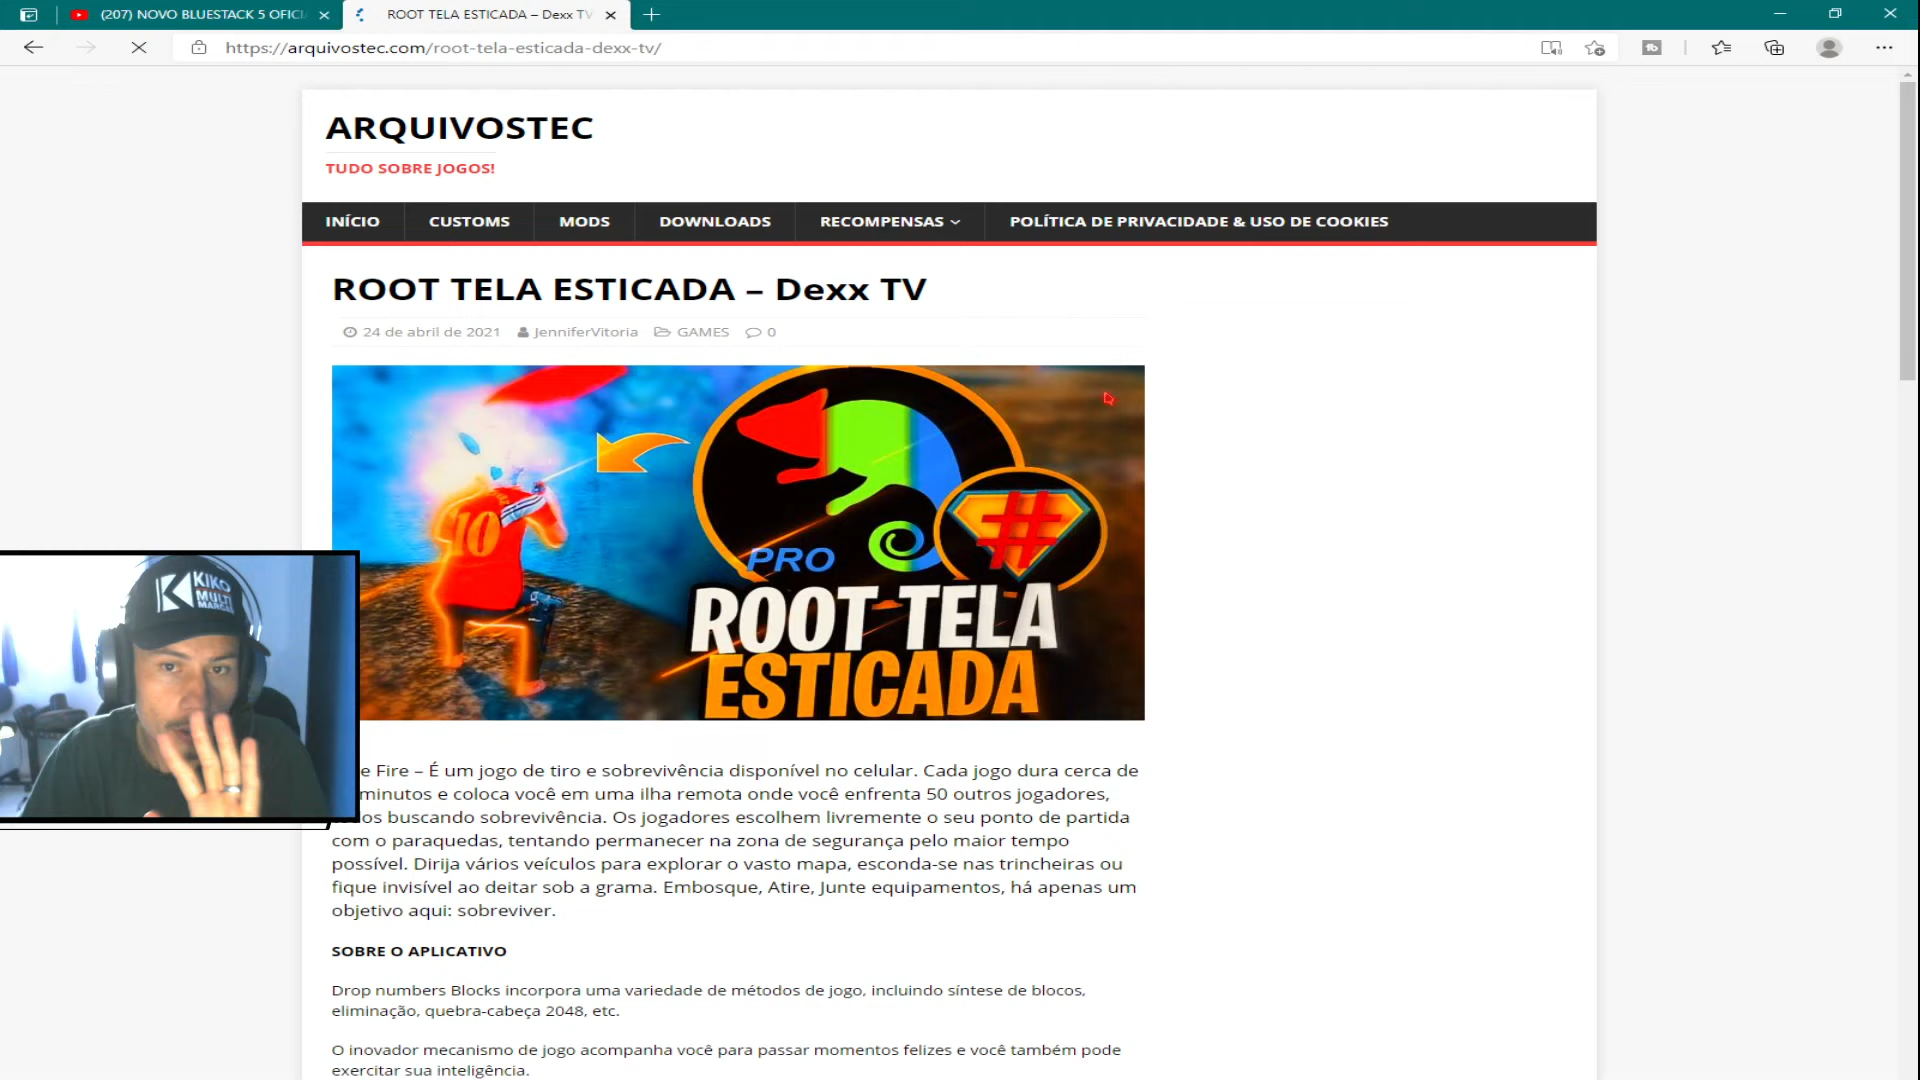 (207) NOVO BLUESTACK 5 OFICI
ROOT TELA ESTICADA – Dexx TV
https://arquivostec.com/root-tela-esticada-dexx-tv/
ARQUIVOSTEC
TUDO SOBRE JOGOS!
INÍCIO CUSTOMS MODS DOWNLOADS RECOMPENSAS POLÍTICA DE PRIVACIDADE & USO DE COOKIES
ROOT TELA ESTICADA – Dexx TV
24 de abril de 2021 JenniferVitoria GAMES 0
10
PRO
#
ROOT TELA
ESTICADA
KIKO
MULTI
MARCAS
e Fire – É um jogo de tiro e sobrevivência disponível no celular. Cada jogo dura cerca de
minutos e coloca você em uma ilha remota onde você enfrenta 50 outros jogadores,
os buscando sobrevivência. Os jogadores escolhem livremente o seu ponto de partida
com o paraquedas, tentando permanecer na zona de segurança pelo maior tempo
possível. Dirija vários veículos para explorar o vasto mapa, esconda-se nas trincheiras ou
fique invisível ao deitar sob a grama. Embosque, Atire, Junte equipamentos, há apenas um
objetivo aqui: sobreviver.
SOBRE O APLICATIVO
Drop numbers Blocks incorpora uma variedade de métodos de jogo, incluindo síntese de blocos,
eliminação, quebra-cabeça 2048, etc.
O inovador mecanismo de jogo acompanha você para passar momentos felizes e você também pode
exercitar sua inteligência.